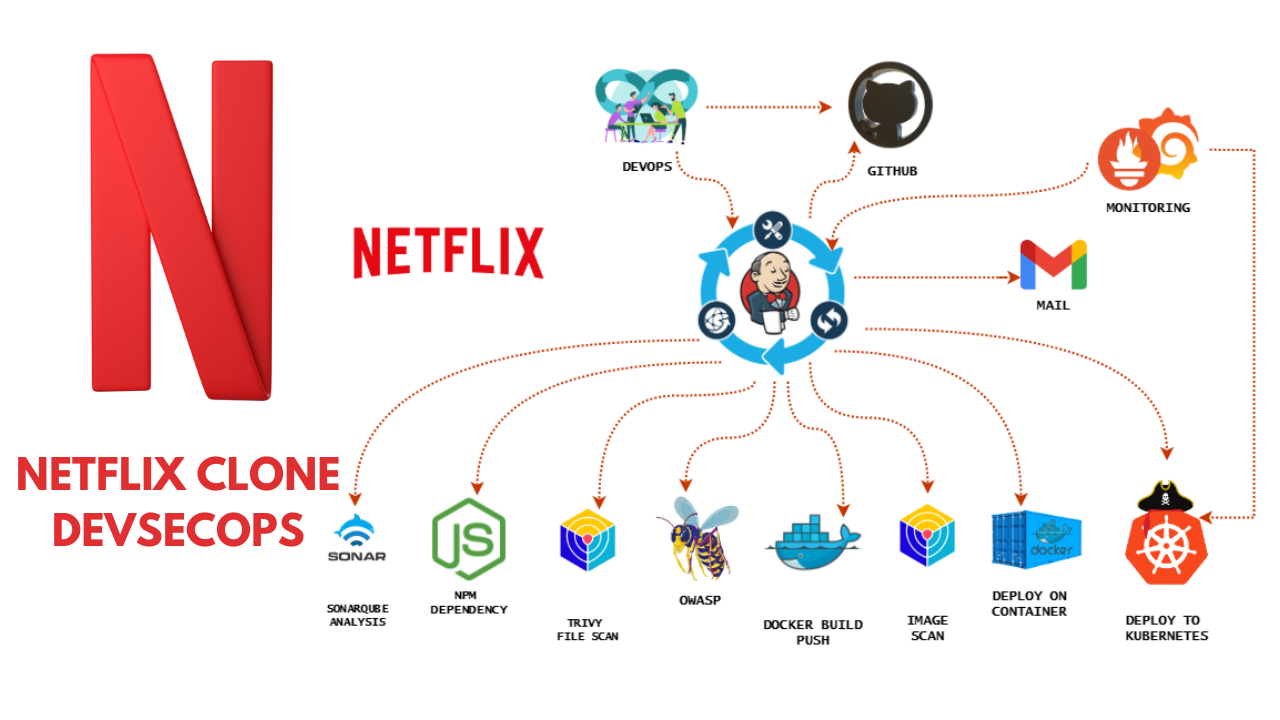 DEVOPS
GITHUB
MONITORING
NETFLIX
MAIL
NETFLIX CLONE
DEVSECOPS
SONAR
SONARQUBE
ANALYSIS
JS
NPM
DEPENDENCY
TRIVY
FILE SCAN
OWASP
DOCKER BUILD
PUSH
IMAGE
SCAN
docker
DEPLOY ON
CONTAINER
DEPLOY TO
KUBERNETES